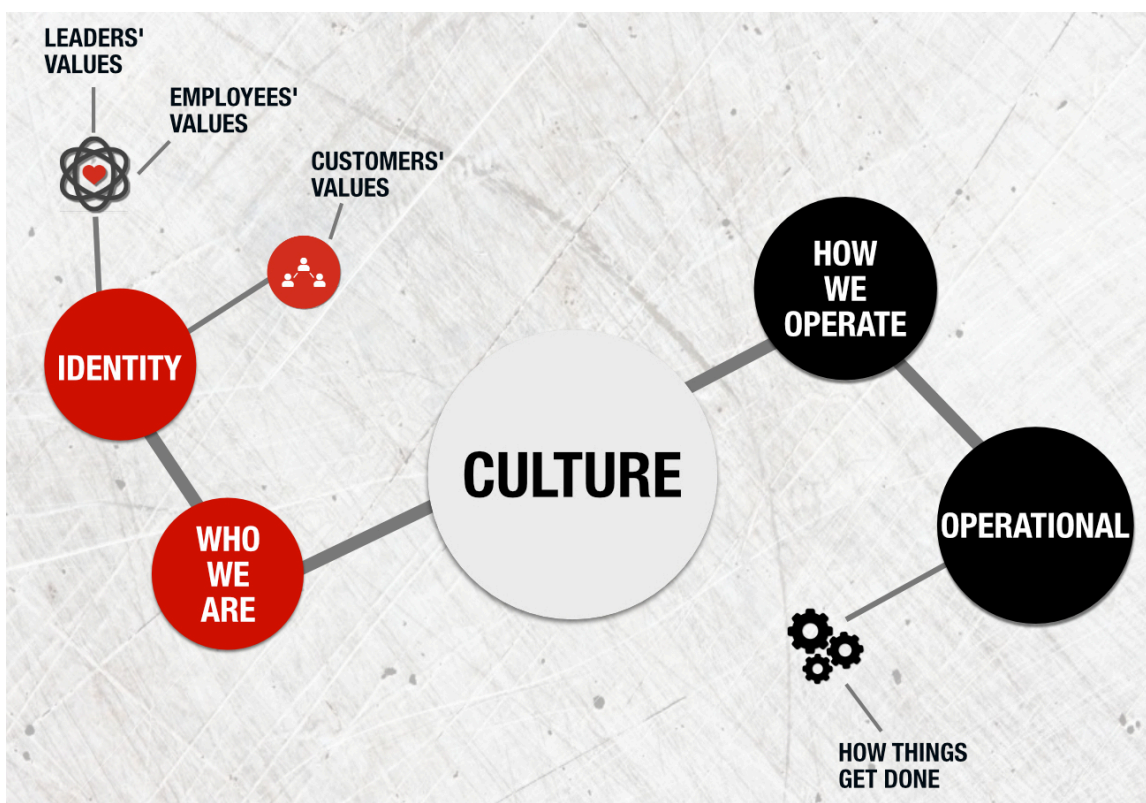 LEADERS'
VALUES
EMPLOYEES'
VALUES
CUSTOMERS'
VALUES
IDENTITY
WHO
WE
ARE
CULTURE
HOW
WE
OPERATE
OPERATIONAL
HOW THINGS
GET DONE